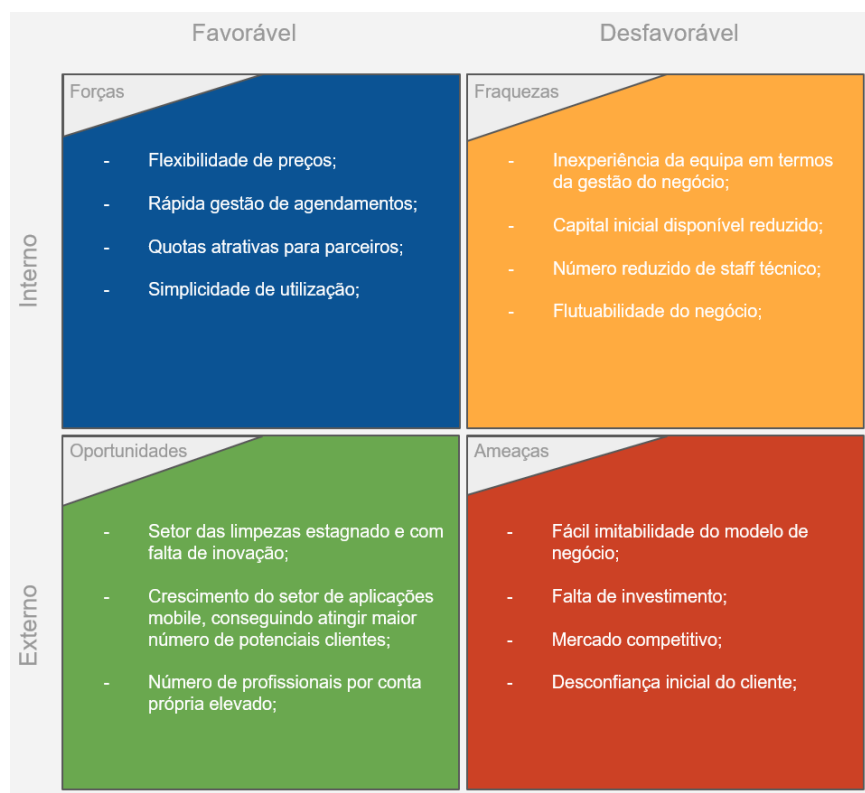 Favorável
Desfavorável
Interno
Forças
- Flexibilidade de preços;
- Rápida gestão de agendamentos;
- Quotas atrativas para parceiros;
- Simplicidade de utilização;
Fraquezas
- Inexperiência da equipa em termos
da gestão do negócio;
- Capital inicial disponível reduzido;
- Número reduzido de staff técnico;
- Flutuabilidade do negócio;
Externo
Oportunidades
- Setor das limpezas estagnado e com
falta de inovação;
- Crescimento do setor de aplicações
mobile, conseguindo atingir maior
número de potenciais clientes;
- Número de profissionais por conta
própria elevado;
Ameaças
- Fácil imitabilidade do modelo de
negócio;
- Falta de investimento;
- Mercado competitivo;
- Desconfiança inicial do cliente;